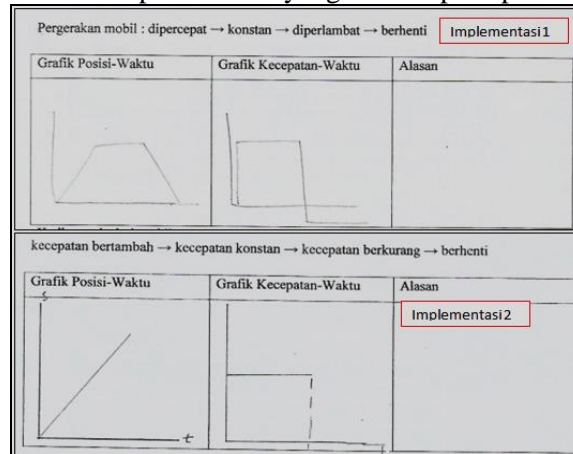 Pergerakan mobil : dipercepat → konstan → diperlambat → berhenti
Implementasi1
Grafik Posisi-Waktu
Grafik Kecepatan-Waktu
Alasan
kecepatan bertambah → kecepatan konstan → kecepatan berkurang → berhenti
Grafik Posisi-Waktu
Grafik Kecepatan-Waktu
Alasan
Implementasi2
s
t